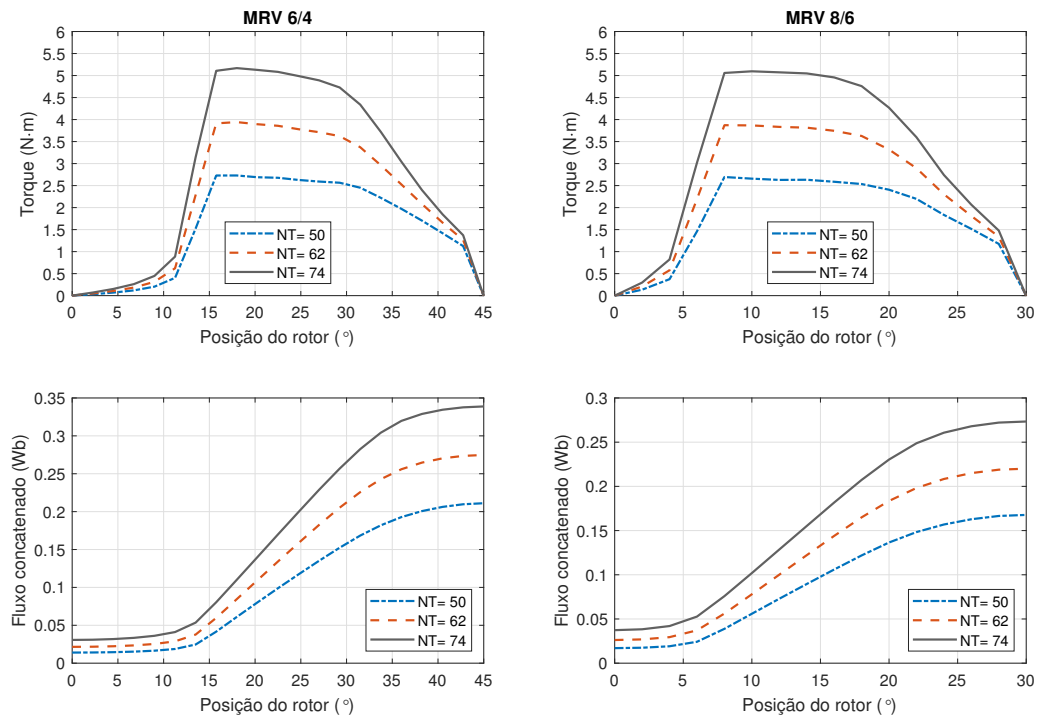 MRV 6/4
6
5.5
5
4.5
4
3.5
3
2.5
2
1.5
1
0.5
0
Torque (N·m)
NT= 50
NT= 62
NT= 74
0 5 10 15 20 25 30 35 40 45
Posição do rotor (°)
MRV 8/6
6
5.5
5
4.5
4
3.5
3
2.5
2
1.5
1
0.5
0
Torque (N·m)
NT= 50
NT= 62
NT= 74
0 5 10 15 20 25 30
Posição do rotor (°)
0.35
0.3
0.25
0.2
0.15
0.1
0.05
0
Fluxo concatenado (Wb)
NT= 50
NT= 62
NT= 74
0 5 10 15 20 25 30 35 40 45
Posição do rotor (°)
0.3
0.25
0.2
0.15
0.1
0.05
0
Fluxo concatenado (Wb)
NT= 50
NT= 62
NT= 74
0 5 10 15 20 25 30
Posição do rotor (°)